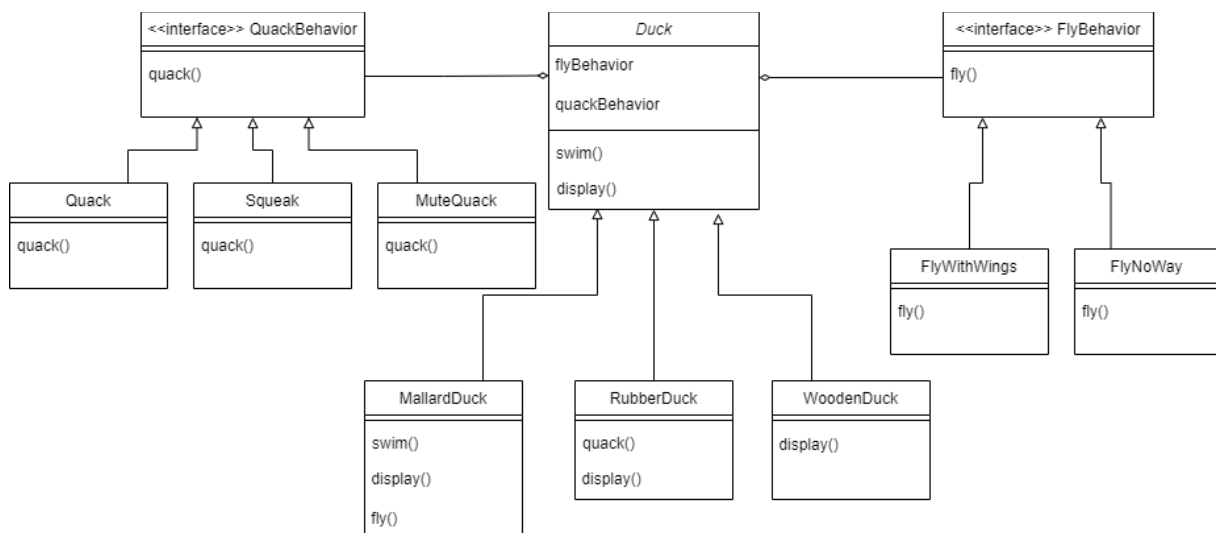 <<interface>> QuackBehavior
quack()
Duck
flyBehavior
quackBehavior
swim()
display()
<<interface>> FlyBehavior
fly()
Quack
quack()
Squeak
quack()
MuteQuack
quack()
FlyWithWings
fly()
FlyNoWay
fly()
MallardDuck
swim()
display()
fly()
RubberDuck
quack()
display()
WoodenDuck
display()